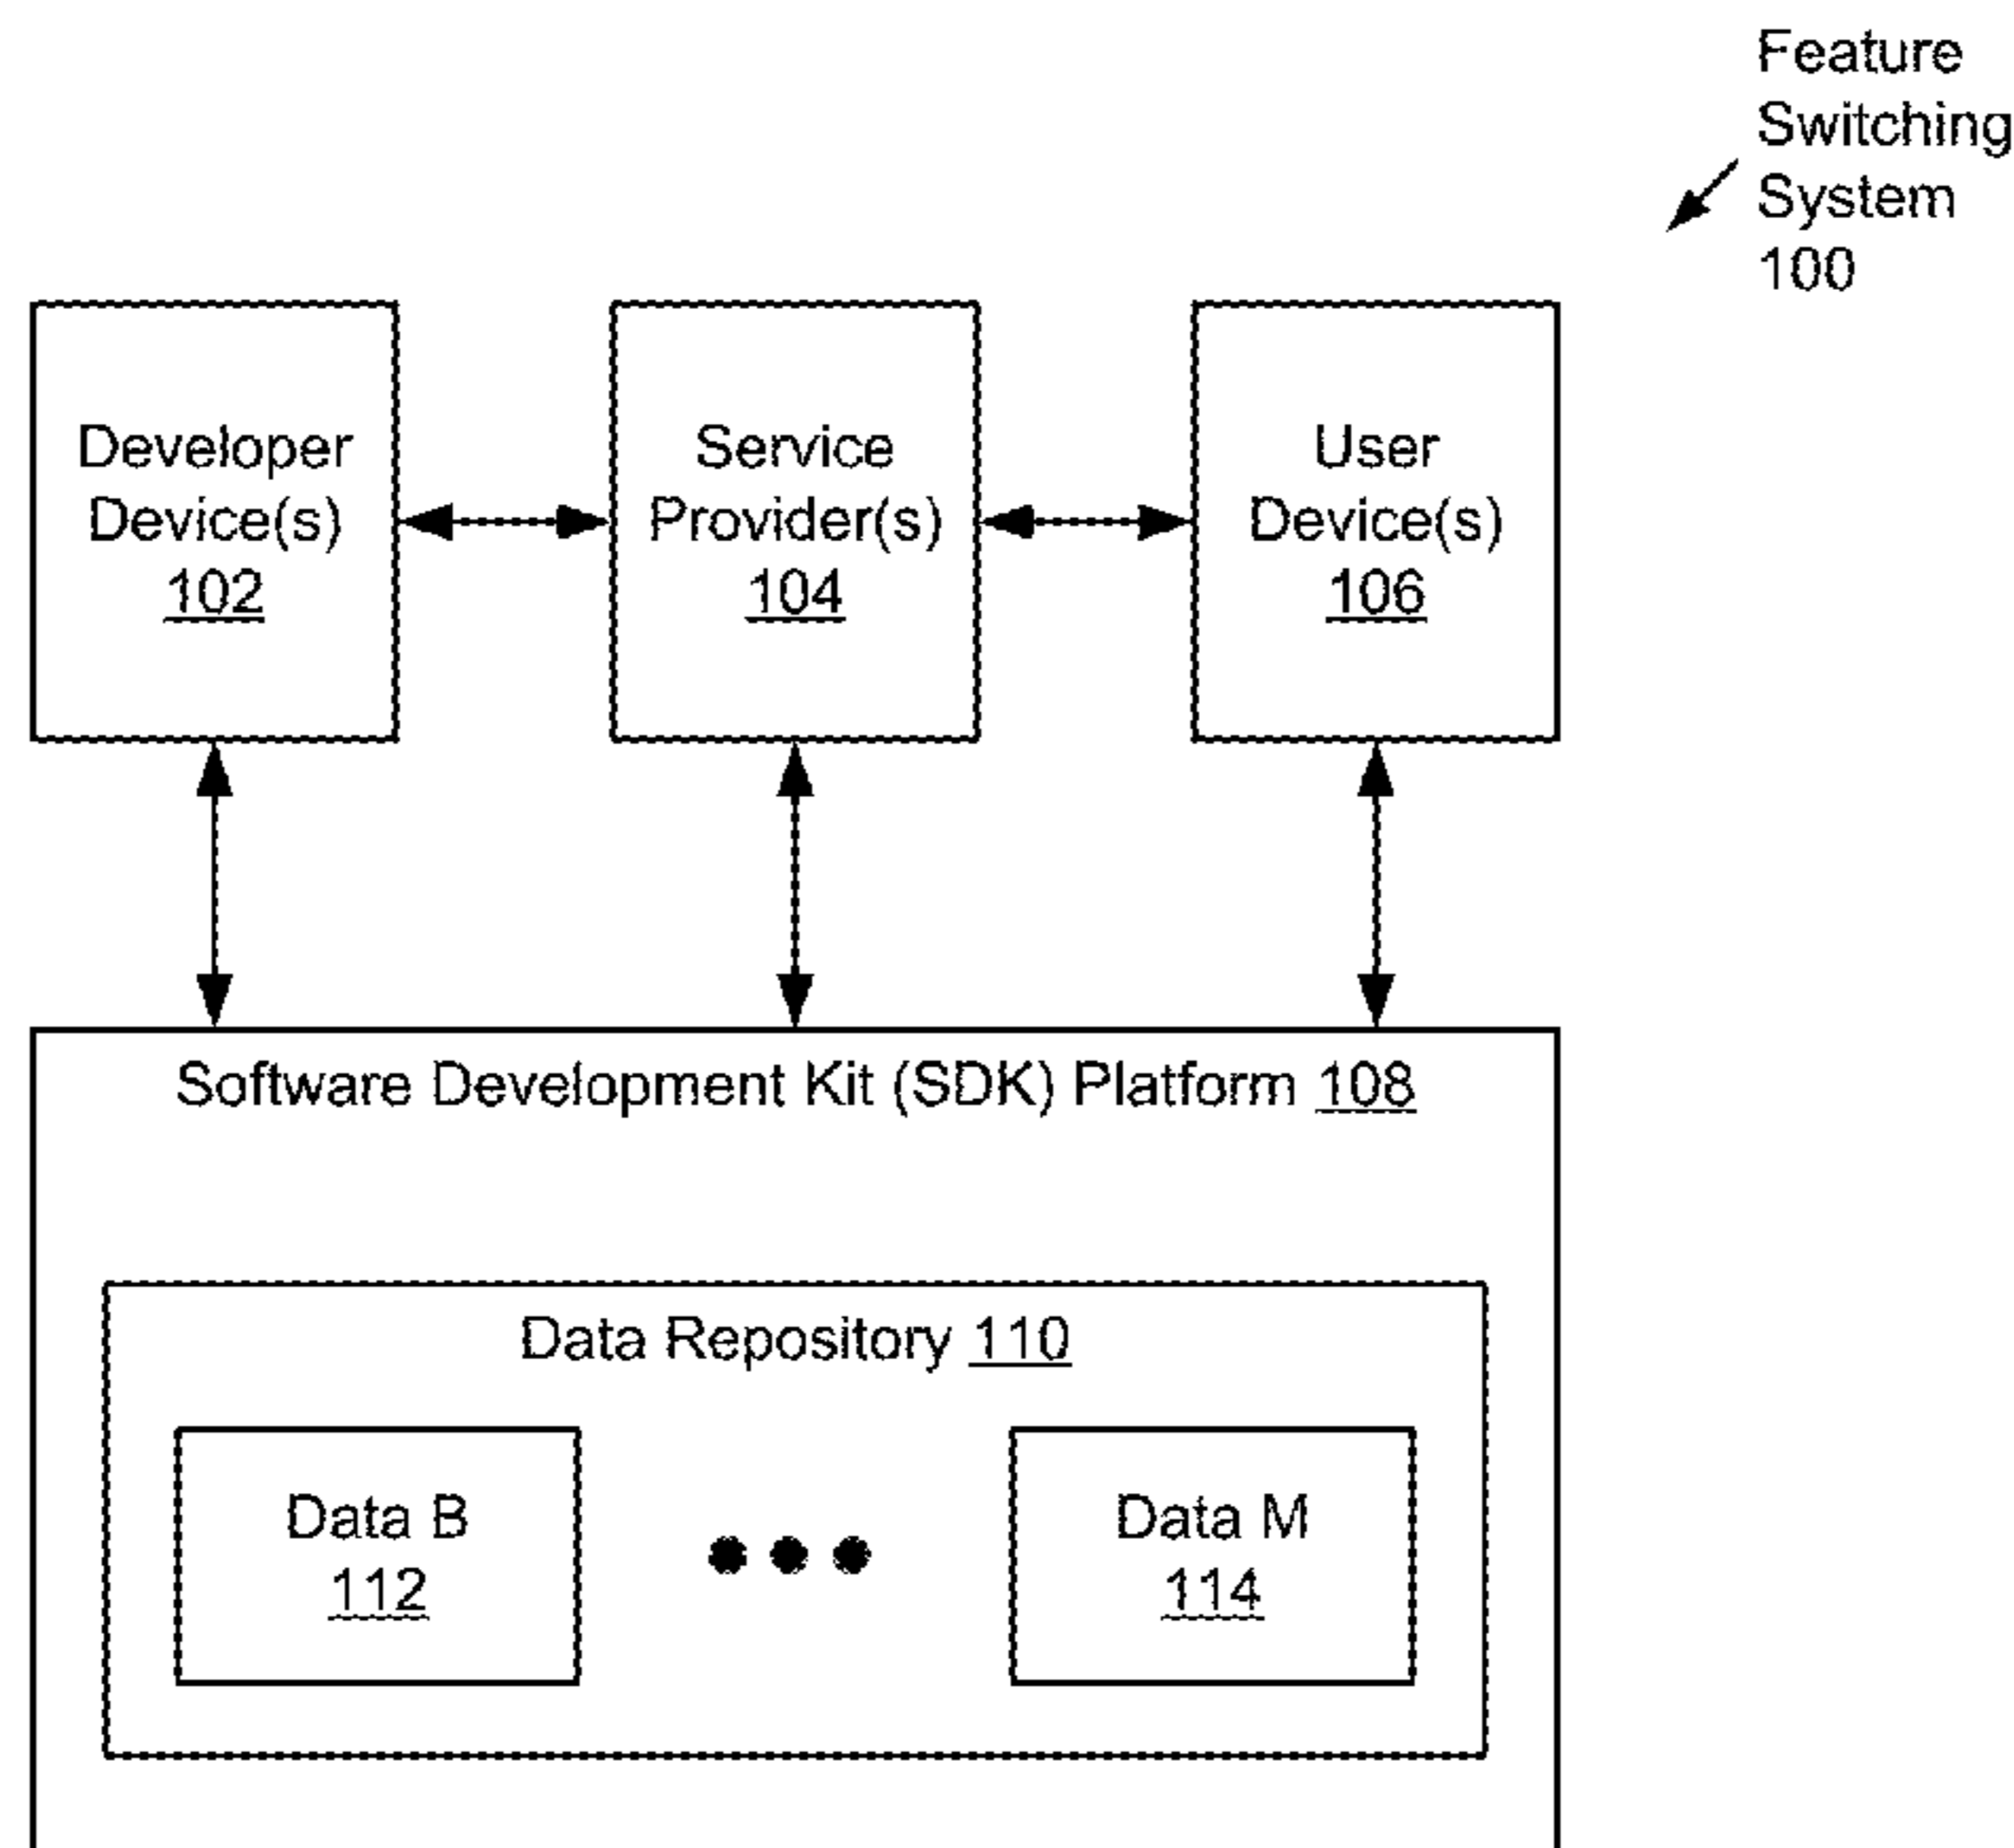 Feature
Switching
System
100
Developer
Device(s)
102
Service
Provider(s)
104
User
Device(s)
106
Software Development Kit (SDK) Platform 108
Data Repository 110
Data B
112
Data M
114